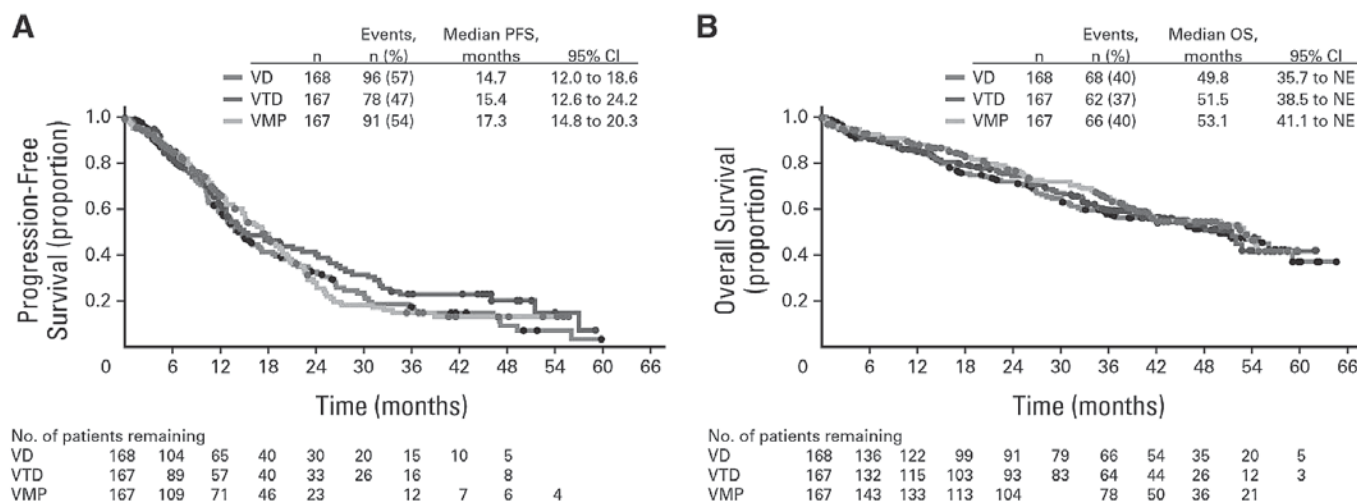 A
Events, Median PFS,
n n (%) months 95% CI
VD 168 96 (57) 14.7 12.0 to 18.6
VTD 167 78 (47) 15.4 12.6 to 24.2
VMP 167 91 (54) 17.3 14.8 to 20.3
Progression-Free
Survival (proportion)
1.0
0.8
0.6
0.4
0.2
0 6 12 18 24 30 36 42 48 54 60 66
Time (months)
No. of patients remaining
VD 168 104 65 40 30 20 15 10 5
VTD 167 89 57 40 33 26 16 8
VMP 167 109 71 46 23 12 7 6 4
B
Events, Median OS,
n n (%) months 95% CI
VD 168 68 (40) 49.8 35.7 to NE
VTD 167 62 (37) 51.5 38.5 to NE
VMP 167 66 (40) 53.1 41.1 to NE
Overall Survival
(proportion)
1.0
0.8
0.6
0.4
0.2
0 6 12 18 24 30 36 42 48 54 60 66
Time (months)
No. of patients remaining
VD 168 136 122 99 91 79 66 54 35 20 5
VTD 167 132 115 103 93 83 64 44 26 12 3
VMP 167 143 133 113 104 78 50 36 21